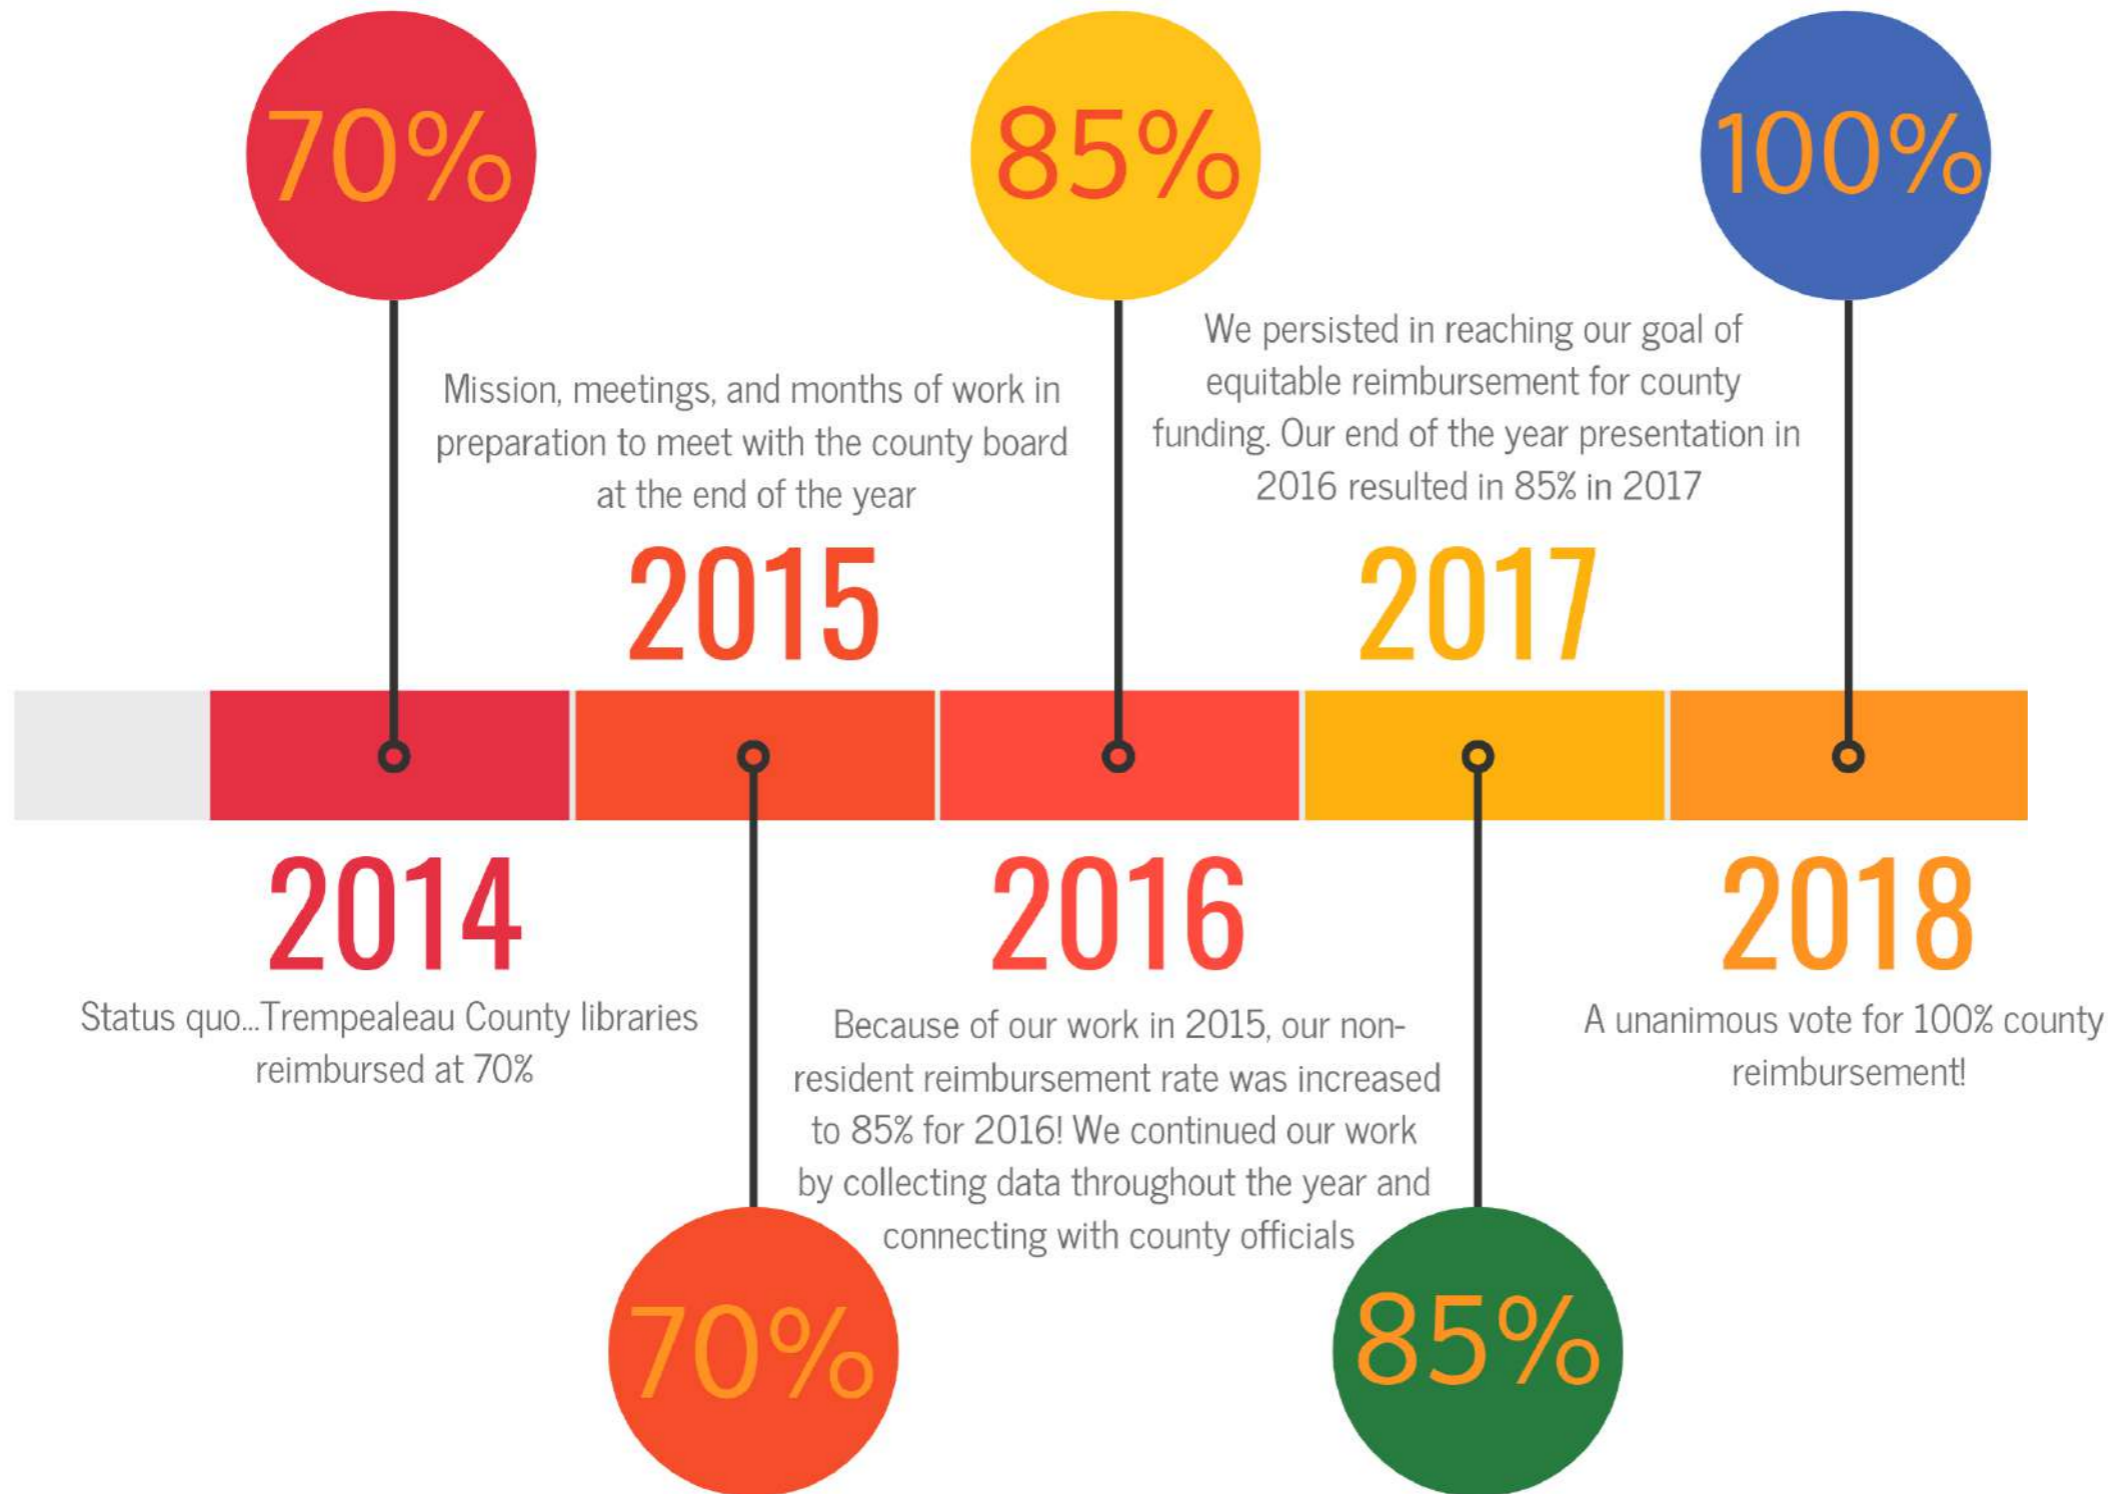 70%
85%
100%
Mission, meetings, and months of work in
preparation to meet with the county board
at the end of the year
2015
We persisted in reaching our goal of
equitable reimbursement for county
funding. Our end of the year presentation in
2016 resulted in 85% in 2017
2017
2014
Status quo...Trempealeau County libraries
reimbursed at 70%
2016
Because of our work in 2015, our non-
resident reimbursement rate was increased
to 85% for 2016! We continued our work
by collecting data throughout the year and
connecting with county officials
2018
A unanimous vote for 100% county
reimbursement!
70%
85%